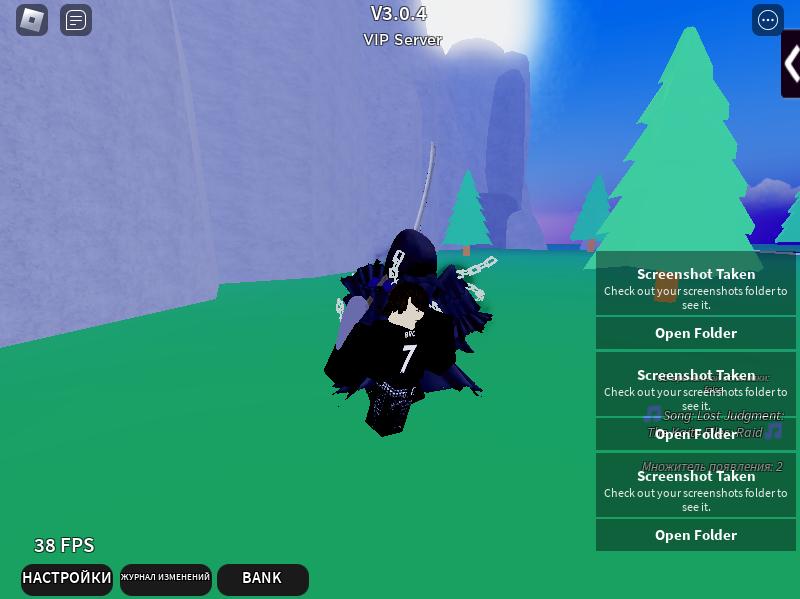 V3.0.4
VIP Server
Screenshot Taken
Check out your screenshots folder to
see it.
Open Folder
Screenshot Taken
Check out your screenshots folder to
see it.
Song: Lost Judgment:
Open Folder
Raid
Множитель появления: 2
Screenshot Taken
Check out your screenshots folder to
see it.
Open Folder
BRC
7
38 FPS
НАСТРОЙКИ
ЖУРНАЛ ИЗМЕНЕНИЙ
BANK